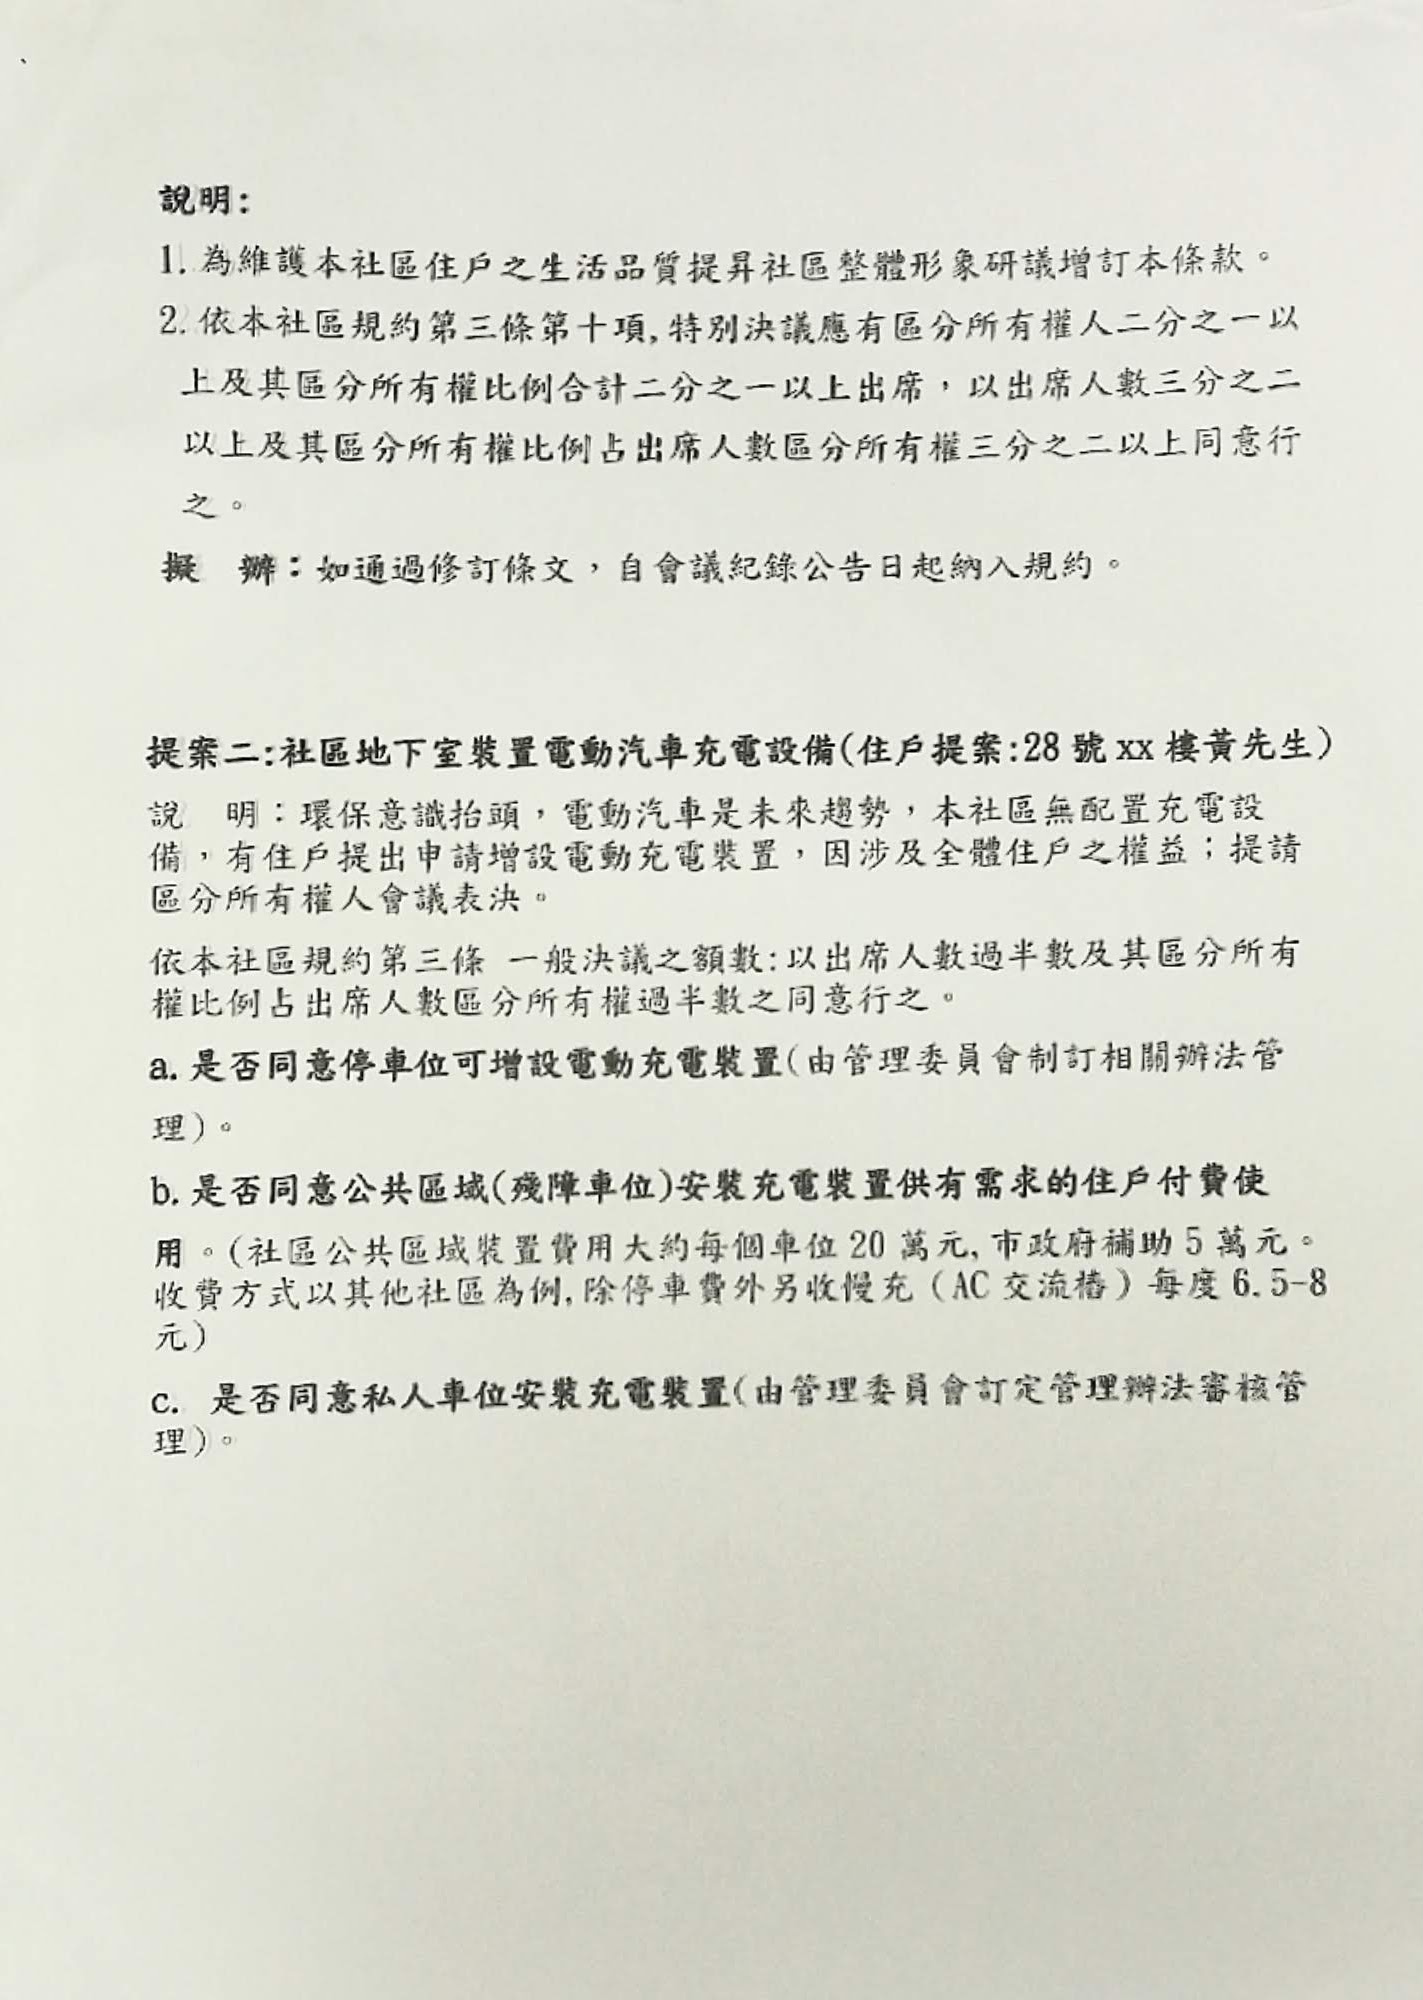 說明:
1.為維護本社區住戶之生活品質提昇社區整體形象研議增訂本條款。
2.依本社區規約第三條第十項,特別決議應有區分所有權人二分之一以
上及其區分所有權比例合計二分之一以上出席，以出席人數三分之二
以上及其區分所有權比例占出席人數區分所有權三分之二以上同意行
之。
擬　辦：如通過修訂條文，自會議紀錄公告日起納入規約。
提案二:社區地下室裝置電動汽車充電設備(住戶提案:28號xx樓黃先生)
說　明：環保意識抬頭，電動汽車是未來趨勢，本社區無配置充電設
備，有住戶提出申請增設電動充電裝置，因涉及全體住戶之權益；提請
區分所有權人會議表決。
依本社區規約第三條 一般決議之額數:以出席人數過半數及其區分所有
權比例占出席人數區分所有權過半數之同意行之。
a.是否同意停車位可增設電動充電裝置(由管理委員會制訂相關辦法管
理)。
b.是否同意公共區域(殘障車位)安裝充電裝置供有需求的住戶付費使
用。(社區公共區域裝置費用大約每個車位20萬元,市政府補助5萬元。
收費方式以其他社區為例,除停車費外另收慢充（AC交流樁）每度6.5-8
元)
c. 是否同意私人車位安裝充電裝置(由管理委員會訂定管理辦法審核管
理)。